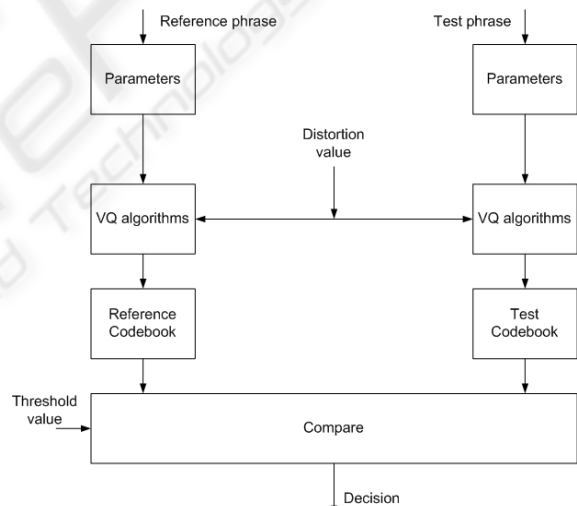 Reference phrase
Test phrase
Parameters
Parameters
Distortion
value
VQ algorithms
VQ algorithms
Reference
Codebook
Test
Codebook
Threshold
value
Compare
Decision